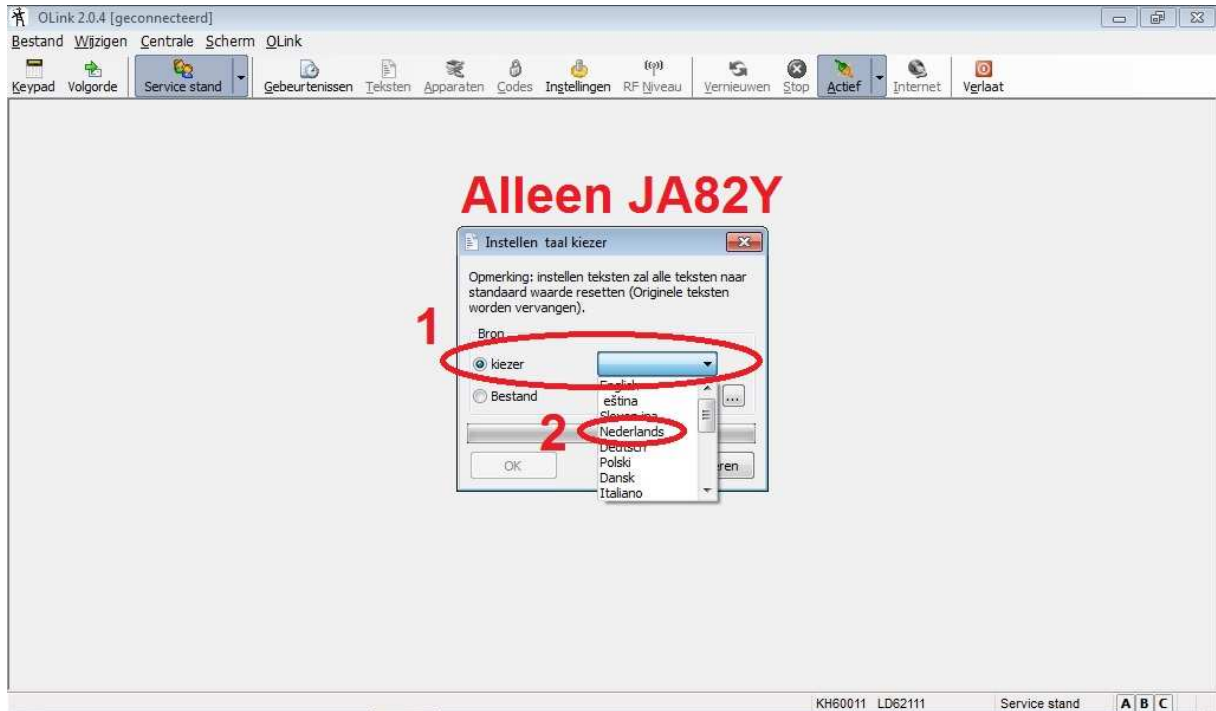 OLink 2.0.4 [geconnecteerd]
Bestand Wijzigen Centrale Scherm OLink
Keypad Volgorde Service stand Gebeurtenissen Teksten Apparaten Codes Instellingen RF Niveau Vernieuwen Stop Actief Internet Verlaat
Alleen JA82Y
Instellen taal kiezer
Opmerking: instellen teksten zal alle teksten naar
standaard waarde resetten (Originele teksten
worden vervangen).
1
Bron
kiezer
English
Bestand
eština
...
2
Nederlands
Deutsch
OK
Polski
ren
Dansk
Italiano
KH60011 LD62111 Service stand A B C